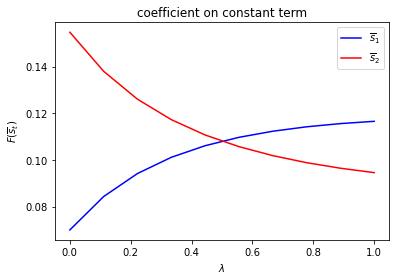 coefficient on constant term
s̅₁
s̅₂
F(s̅ₜ)
0.14
0.12
0.10
0.08
0.0 0.2 0.4 0.6 0.8 1.0
λ